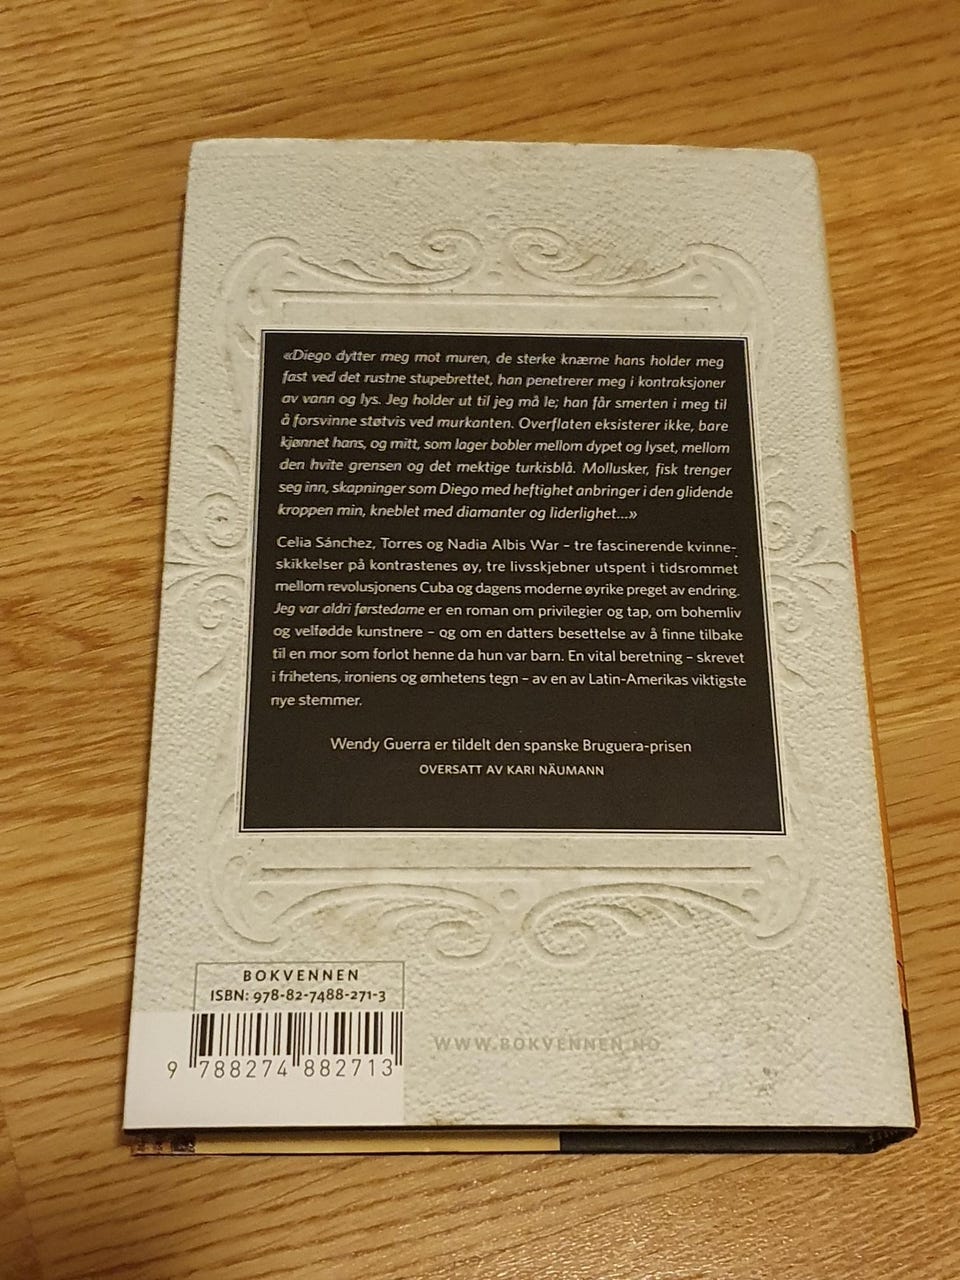 «Diego dytter meg mot muren, de sterke knærne hans holder meg
fast ved det rustne stupebrettet, han penetrerer meg i kontraksjoner
av vann og lys. Jeg holder ut til jeg må le; han får smerten i meg til
å forsvinne støtvis ved murkanten. Overflaten eksisterer ikke, bare
kjønnet hans, og mitt, som lager bobler mellom dypet og lyset, mellom
den hvite grensen og det mektige turkisblå. Mollusker, fisk trenger
seg inn, skapninger som Diego med heftighet anbringer i den glidende
kroppen min, kneblet med diamanter og liderlighet...»
Celia Sánchez, Torres og Nadia Albis War – tre fascinerende kvinne-
skikkelser på kontrastenes øy, tre livsskjebner utspent i tidsrommet
mellom revolusjonens Cuba og dagens moderne øyrike preget av endring.
Jeg var aldri førstedame er en roman om privilegier og tap, om bohemliv
og velfødde kunstnere – og om en datters besettelse av å finne tilbake
til en mor som forlot henne da hun var barn. En vital beretning – skrevet
i frihetens, ironiens og ømhetens tegn – av en av Latin-Amerikas viktigste
nye stemmer.
Wendy Guerra er tildelt den spanske Bruguera-prisen
OVERSATT AV KARI NÄUMANN
BOKVENNEN
ISBN: 978-82-7488-271-3
WWW.BOKVENNEN.NO
9 788274 882713